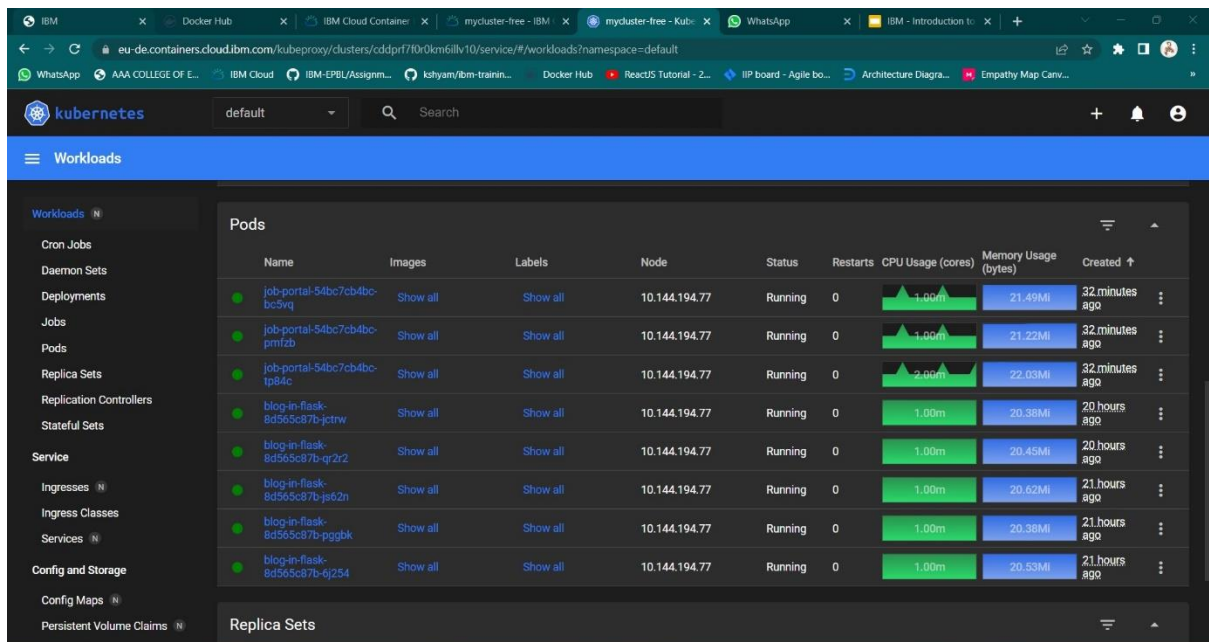 IBM
Docker Hub
IBM Cloud Container
mycluster-free - IBM
mycluster-free - Kube
WhatsApp
IBM - Introduction to
eu-de.containers.cloud.ibm.com/kubeproxy/clusters/cddprf7f0r0km6illv10/service/#/workloads?namespace=default
WhatsApp AAA COLLEGE OF E... IBM Cloud IBM-EPBL/Assignm... kshyam/ibm-trainin... Docker Hub ReactJS Tutorial - 2... IIP board - Agile bo... Architecture Diagra... Empathy Map Canv... »
kubernetes default Search
Workloads
Workloads N
Cron Jobs
Daemon Sets
Deployments
Jobs
Pods
Replica Sets
Replication Controllers
Stateful Sets
Service
Ingresses N
Ingress Classes
Services N
Config and Storage
Config Maps N
Persistent Volume Claims N
Pods
Name Images Labels Node Status Restarts CPU Usage (cores) Memory Usage (bytes) Created
job-portal-54bc7cb4bc-
bc5vq Show all Show all 10.144.194.77 Running 0 1.00m 21.49Mi 32 minutes ago
job-portal-54bc7cb4bc-
pmfzb Show all Show all 10.144.194.77 Running 0 1.00m 21.22Mi 32 minutes ago
job-portal-54bc7cb4bc-
tp84c Show all Show all 10.144.194.77 Running 0 2.00m 22.03Mi 32 minutes ago
blog-in-flask-
8d565c87b-jctrw Show all Show all 10.144.194.77 Running 0 1.00m 20.38Mi 20 hours ago
blog-in-flask-
8d565c87b-qr2r2 Show all Show all 10.144.194.77 Running 0 1.00m 20.45Mi 20 hours ago
blog-in-flask-
8d565c87b-js62n Show all Show all 10.144.194.77 Running 0 1.00m 20.62Mi 21 hours ago
blog-in-flask-
8d565c87b-pggbk Show all Show all 10.144.194.77 Running 0 1.00m 20.38Mi 21 hours ago
blog-in-flask-
8d565c87b-6j254 Show all Show all 10.144.194.77 Running 0 1.00m 20.53Mi 21 hours ago
Replica Sets